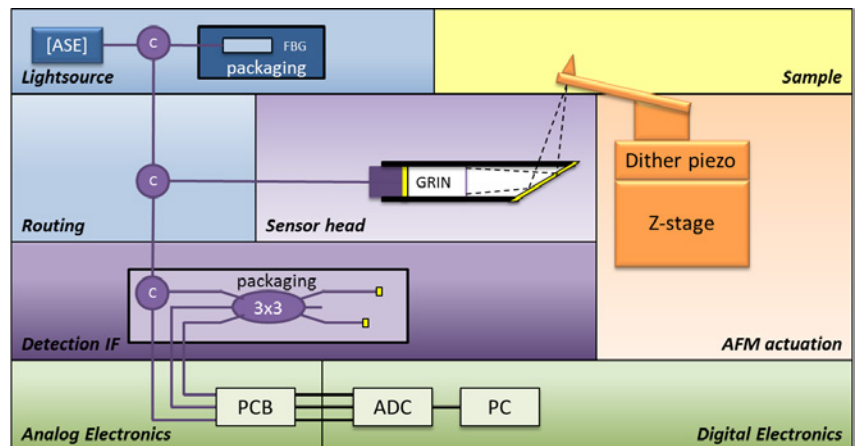 [ASE]
C
FBG
packaging
Lightsource
Sample
C
GRIN
Routing
Sensor head
Dither piezo
Z-stage
packaging
C
3x3
Detection IF
AFM actuation
PCB
ADC
PC
Analog Electronics
Digital Electronics